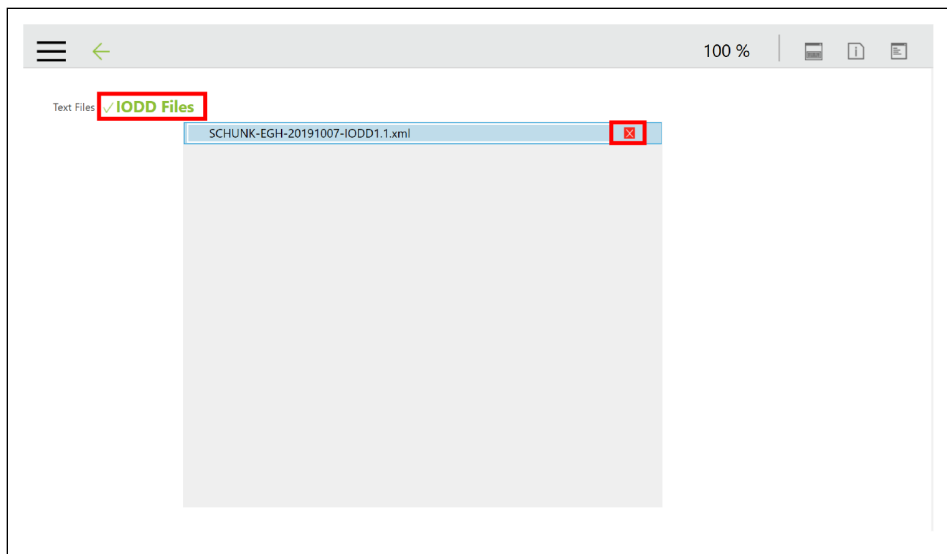 100 %
Text Files ✓IODD Files
SCHUNK-EGH-20191007-IODD1.1.xml